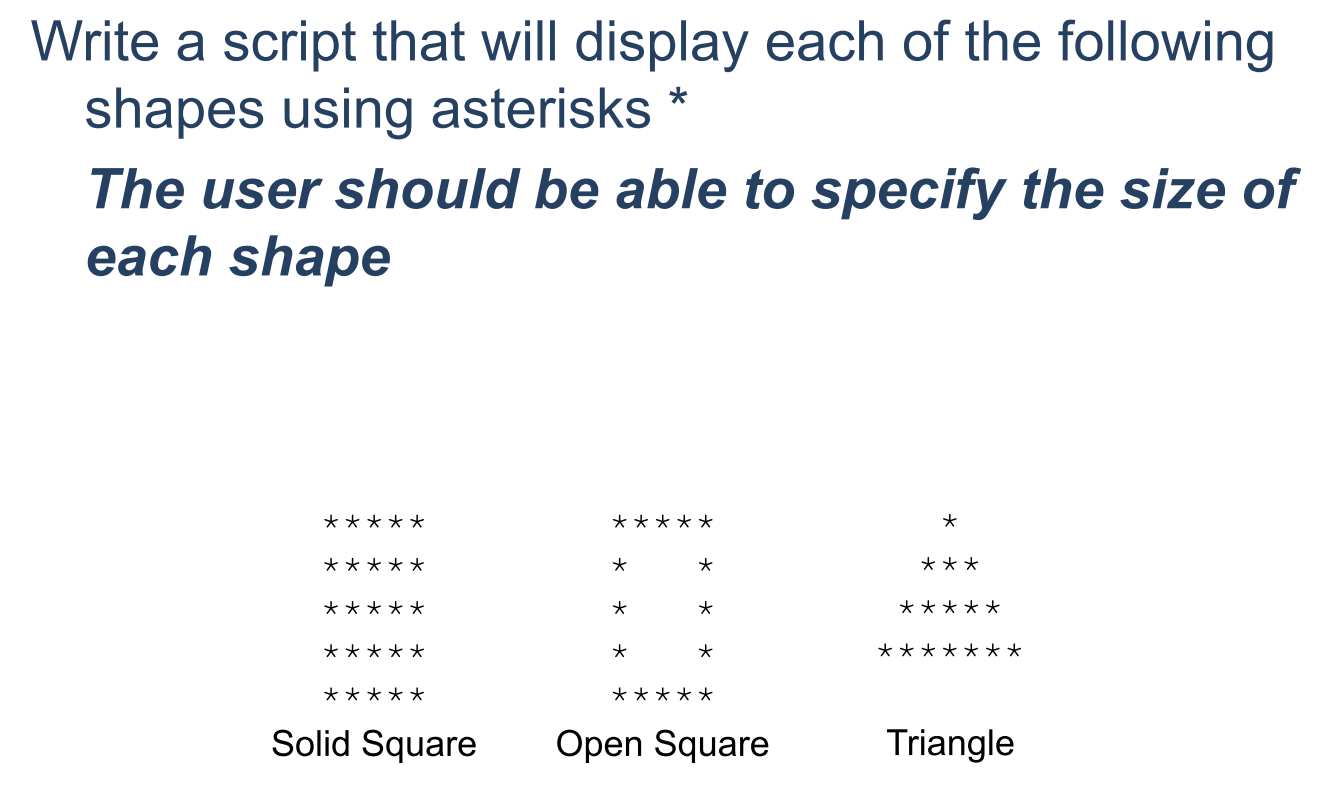 Write a script that will display each of the following
shapes using asterisks *
The user should be able to specify the size of
each shape
***** ***** *
***** *   * ***
***** *   * *****
***** *   * *******
***** *****
Solid Square Open Square Triangle